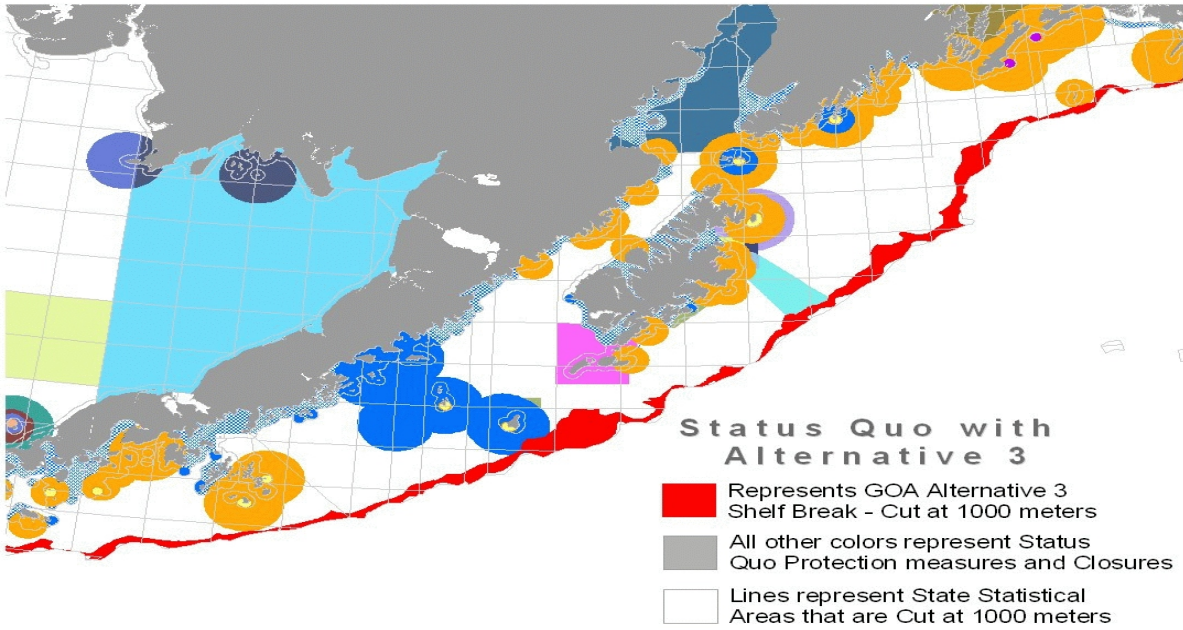 Status Quo with
Alternative 3
Represents GOA Alternative 3
Shelf Break - Cut at 1000 meters
All other colors represent Status
Quo Protection measures and Closures
Lines represent State Statistical
Areas that are Cut at 1000 meters